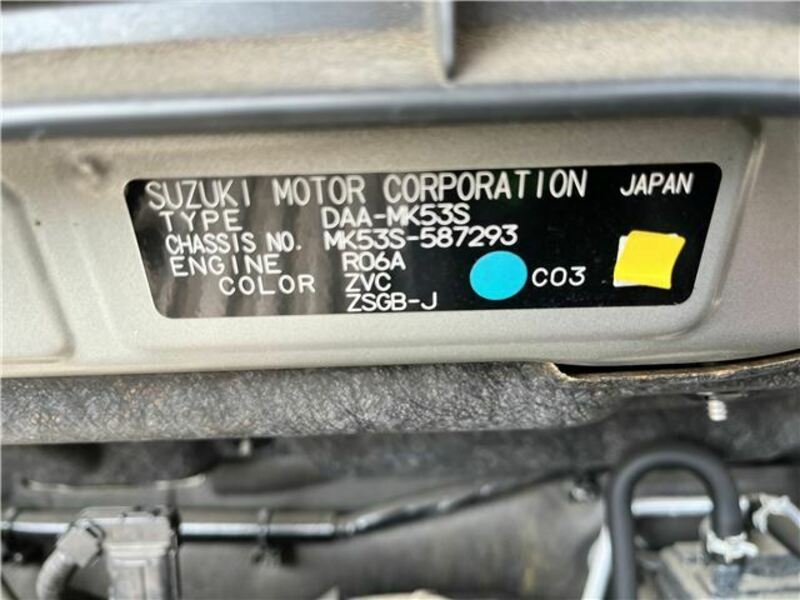 SUZUKI MOTOR CORPORATION JAPAN
TYPE DAA-MK53S
CHASSIS NO. MK53S-587293
ENGINE R06A
COLOR ZVC C03
ZSGB-J